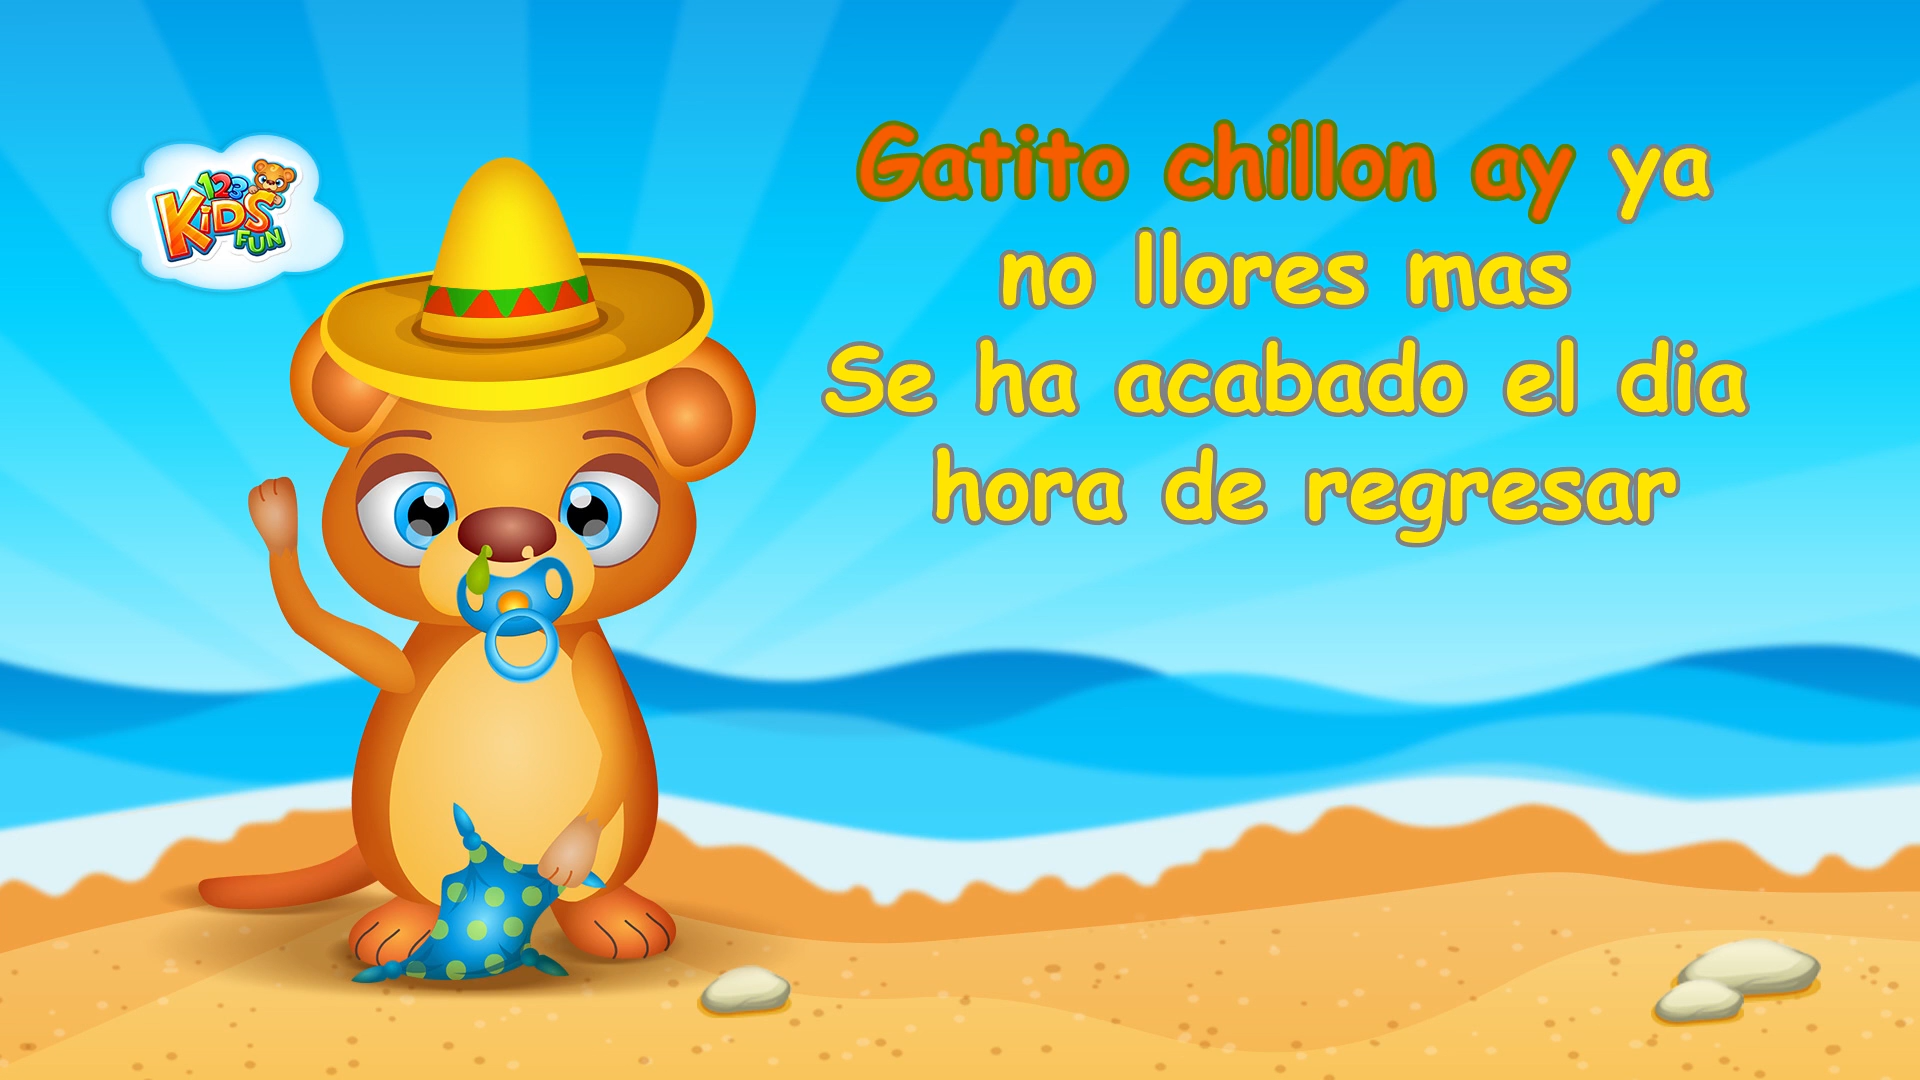 123
KiDS
FUN
Gatito chillon ay ya
no llores mas
Se ha acabado el dia
hora de regresar